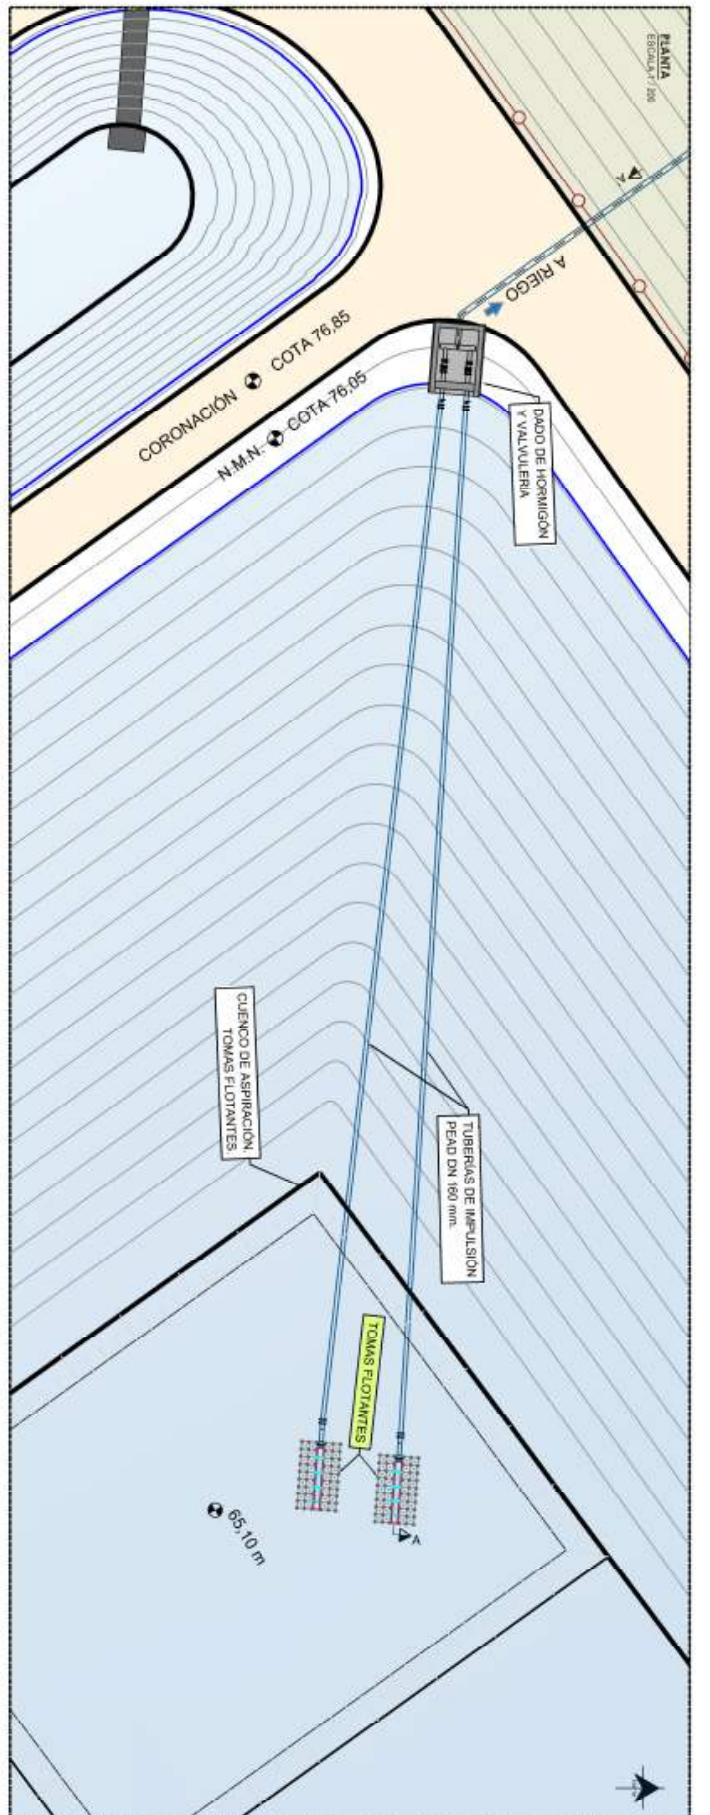 PLANTA
ESCALA-1 / 200
A'
A RIEGO
CORONACIÓN
COTA 76,85
N.M.N.
COTA 76,05
DADO DE HORMIGÓN
Y VALVULERIA
CUENCO DE ASPIRACIÓN.
TOMAS FLOTANTES.
TUBERÍAS DE IMPULSIÓN
PEAD DN 160 mm.
TOMAS FLOTANTES
A
65,10 m